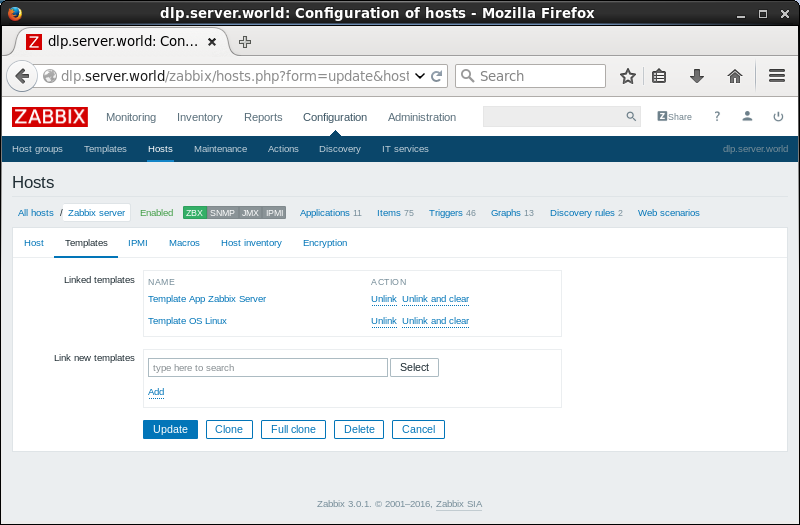 dlp.server.world: Configuration of hosts - Mozilla Firefox
Z dlp.server.world: Con...
dlp.server.world/zabbix/hosts.php?form=update&host Search
ZABBIX Monitoring Inventory Reports Configuration Administration Z Share ?
Host groups Templates Hosts Maintenance Actions Discovery IT services dlp.server.world
Hosts
All hosts / Zabbix server Enabled ZBX SNMP JMX IPMI Applications 11 Items 75 Triggers 46 Graphs 13 Discovery rules 2 Web scenarios
Host Templates IPMI Macros Host inventory Encryption
Linked templates NAME ACTION
Template App Zabbix Server Unlink Unlink and clear
Template OS Linux Unlink Unlink and clear
Link new templates type here to search Select
Add
Update Clone Full clone Delete Cancel
Zabbix 3.0.1. © 2001–2016, Zabbix SIA